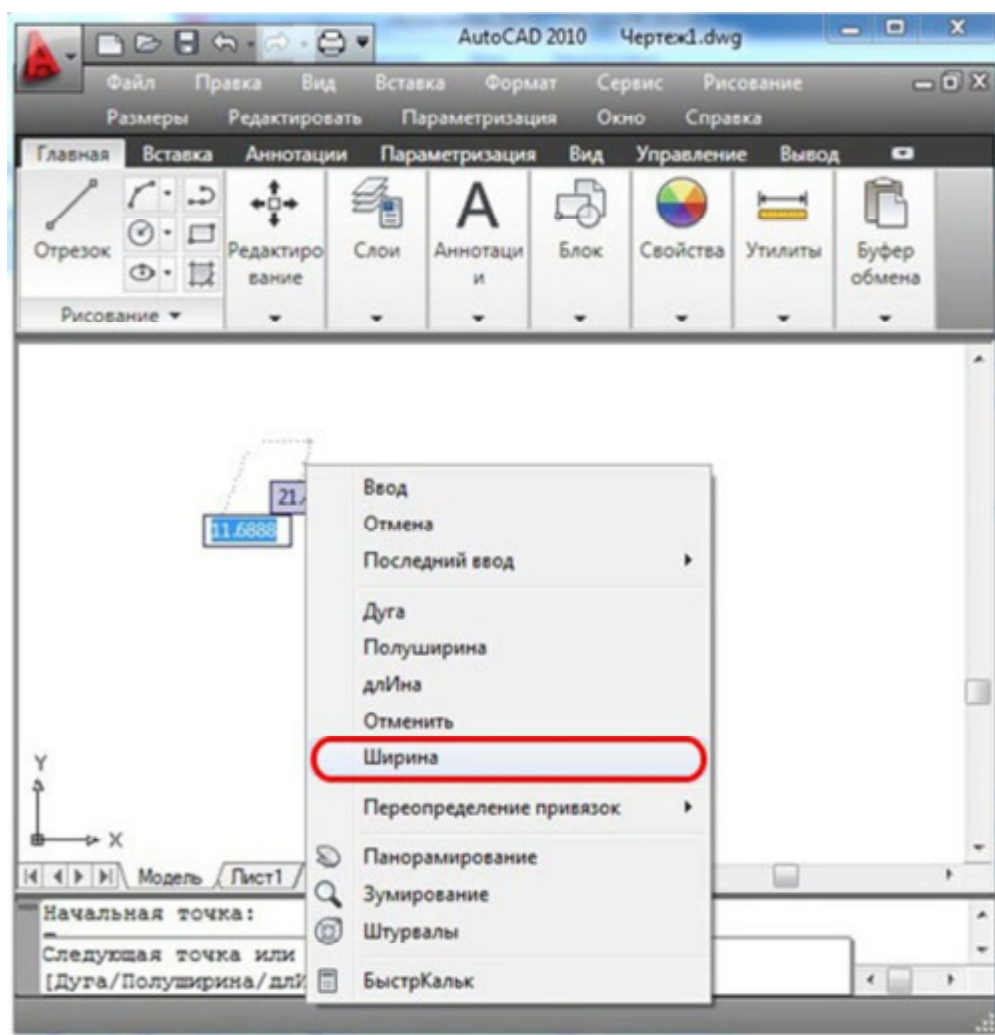 AutoCAD 2010 Чертеж1.dwg
Файл Правка Вид Вставка Формат Сервис Рисование
Размеры Редактировать Параметризация Окно Справка
Главная Вставка Аннотации Параметризация Вид Управление Вывод
Отрезок
Редактиро
вание
Слои
А
Аннотаци
и
Блок
Свойства
Утилиты
Буфер
обмена
Рисование
21.
11.6888
Ввод
Отмена
Последний ввод
Дуга
Полуширина
длИна
Отменить
Ширина
Переопределение привязок
Панорамирование
Зумирование
Штурвалы
БыстрКальк
Y
X
Модель Лист1
Начальная точка:
Следующая точка или
[Дуга/Полуширина/длИ